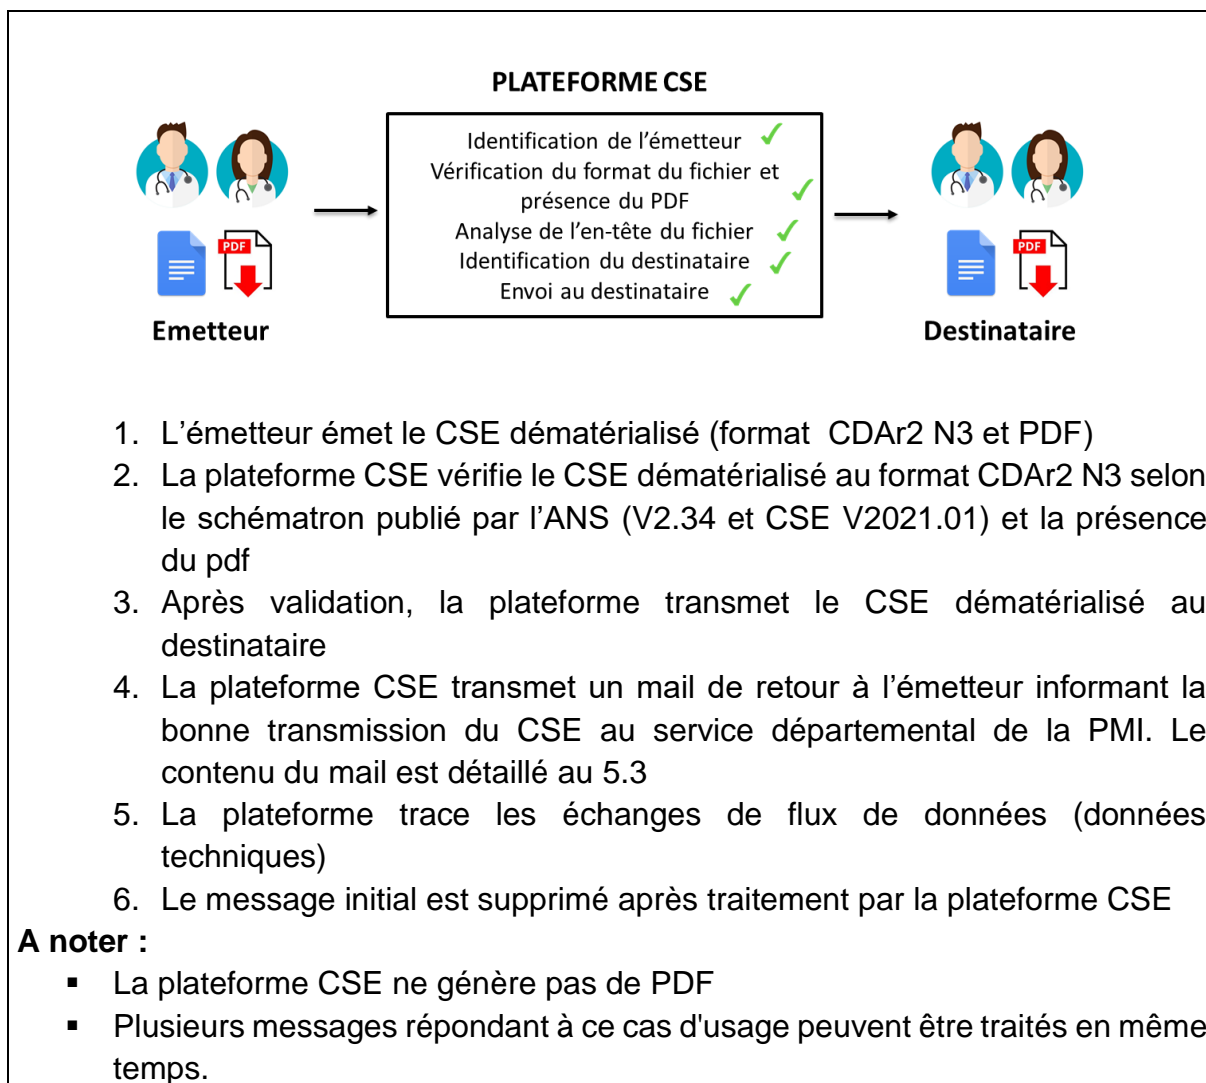 PLATEFORME CSE
Identification de l’émetteur
Vérification du format du fichier et
présence du PDF
Analyse de l’en-tête du fichier
Identification du destinataire
Envoi au destinataire
PDF
Emetteur
PDF
Destinataire
1. L’émetteur émet le CSE dématérialisé (format CDAr2 N3 et PDF)
2. La plateforme CSE vérifie le CSE dématérialisé au format CDAr2 N3 selon
le schématron publié par l’ANS (V2.34 et CSE V2021.01) et la présence
du pdf
3. Après validation, la plateforme transmet le CSE dématérialisé au
destinataire
4. La plateforme CSE transmet un mail de retour à l’émetteur informant la
bonne transmission du CSE au service départemental de la PMI. Le
contenu du mail est détaillé au 5.3
5. La plateforme trace les échanges de flux de données (données
techniques)
6. Le message initial est supprimé après traitement par la plateforme CSE
A noter :
▪ La plateforme CSE ne génère pas de PDF
▪ Plusieurs messages répondant à ce cas d'usage peuvent être traités en même
temps.